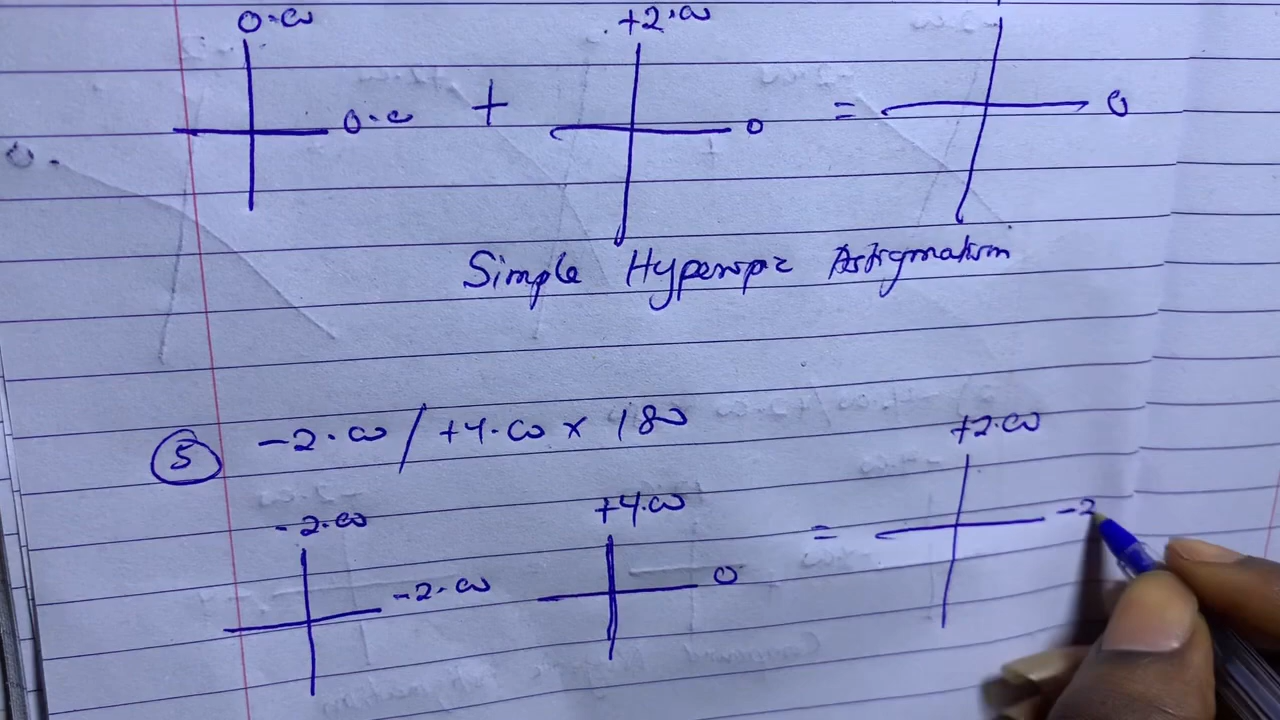 0.00 +2.00
0.00 + 0 = 0
Simple Hyperopic Astigmatism
5 -2.00 / +4.00 x 180
+2.00
-2.00 +4.00 = -2
-2.00 0